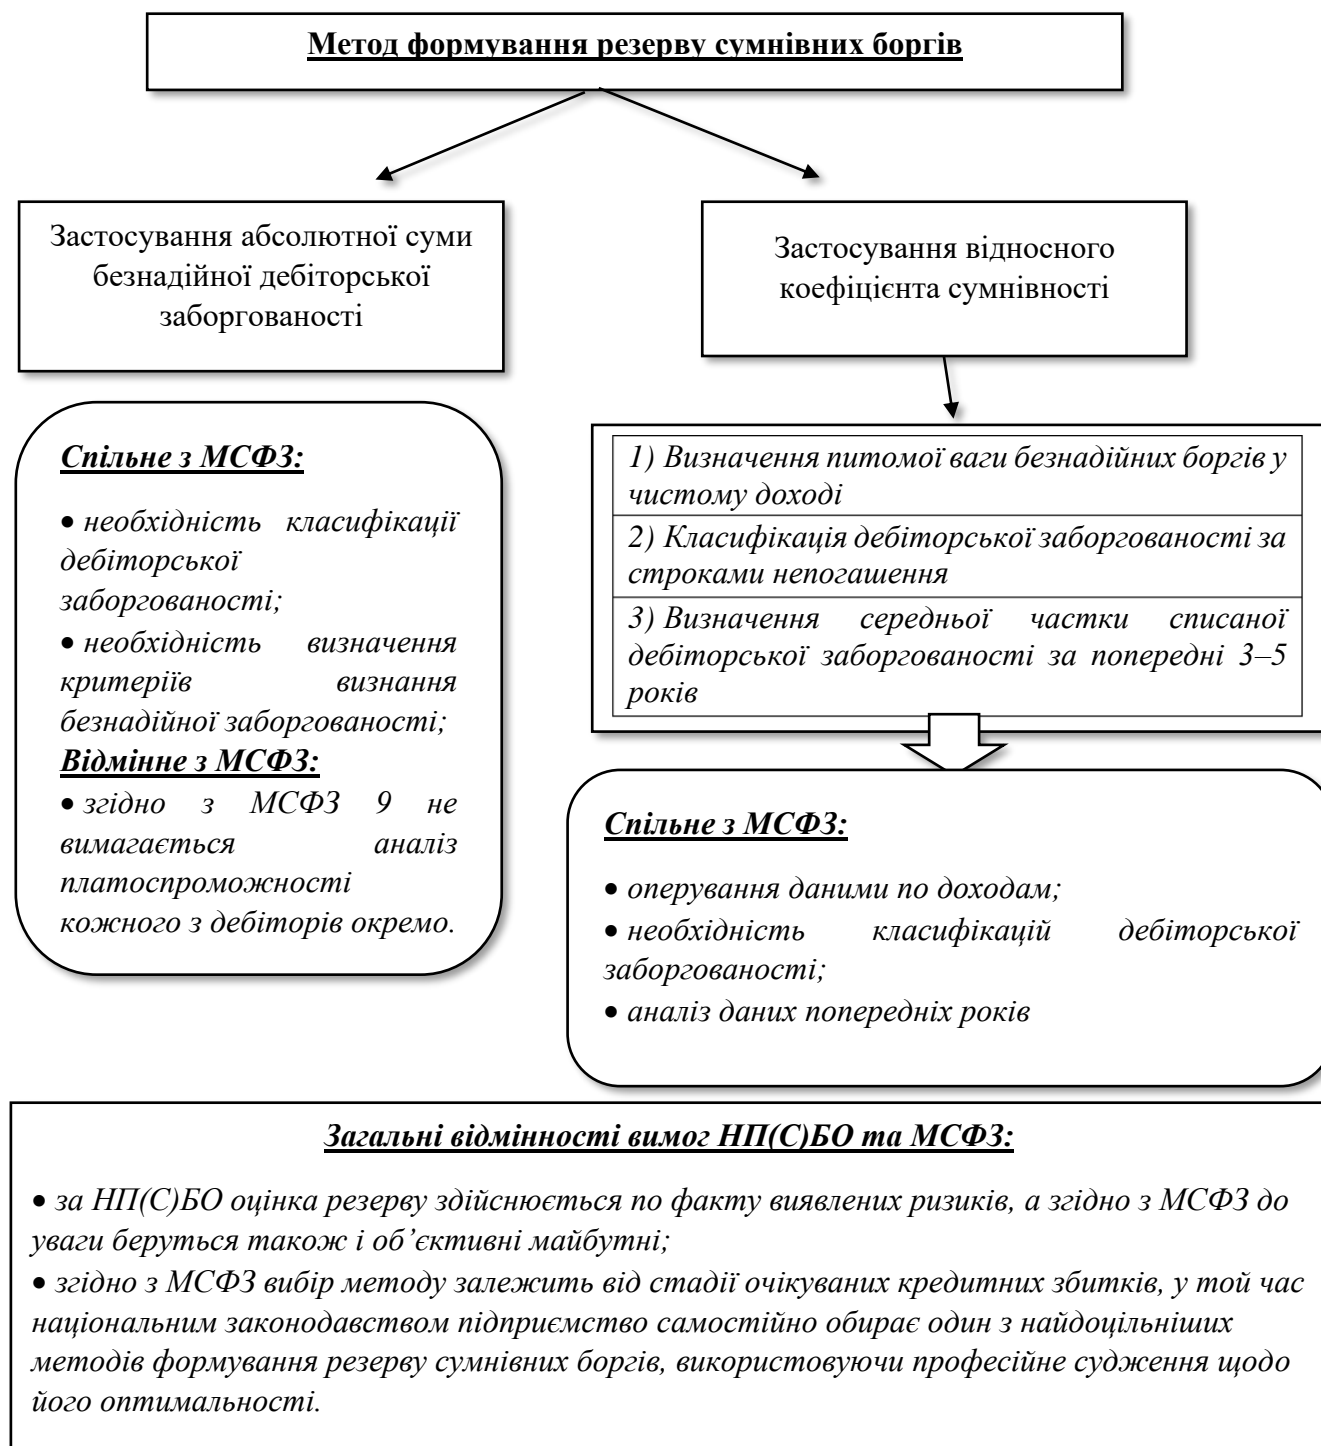 Метод формування резерву сумнівних боргів
Застосування абсолютної суми
безнадійної дебіторської
заборгованості
Застосування відносного
коефіцієнта сумнівності
Спільне з МСФЗ:
• необхідність класифікації
дебіторської
заборгованості;
• необхідність визначення
критеріїв визнання
безнадійної заборгованості;
Відмінне з МСФЗ:
• згідно з МСФЗ 9 не
вимагається аналіз
платоспроможності
кожного з дебіторів окремо.
1) Визначення питомої ваги безнадійних боргів у
чистому доході
2) Класифікація дебіторської заборгованості за
строками непогашення
3) Визначення середньої частки списаної
дебіторської заборгованості за попередні 3–5
років
Спільне з МСФЗ:
• оперування даними по доходам;
• необхідність класифікацій дебіторської
заборгованості;
• аналіз даних попередніх років
Загальні відмінності вимог НП(С)БО та МСФЗ:
• за НП(С)БО оцінка резерву здійснюється по факту виявлених ризиків, а згідно з МСФЗ до
уваги беруться також і об’єктивні майбутні;
• згідно з МСФЗ вибір методу залежить від стадії очікуваних кредитних збитків, у той час
національним законодавством підприємство самостійно обирає один з найдоцільніших
методів формування резерву сумнівних боргів, використовуючи професійне судження щодо
його оптимальності.